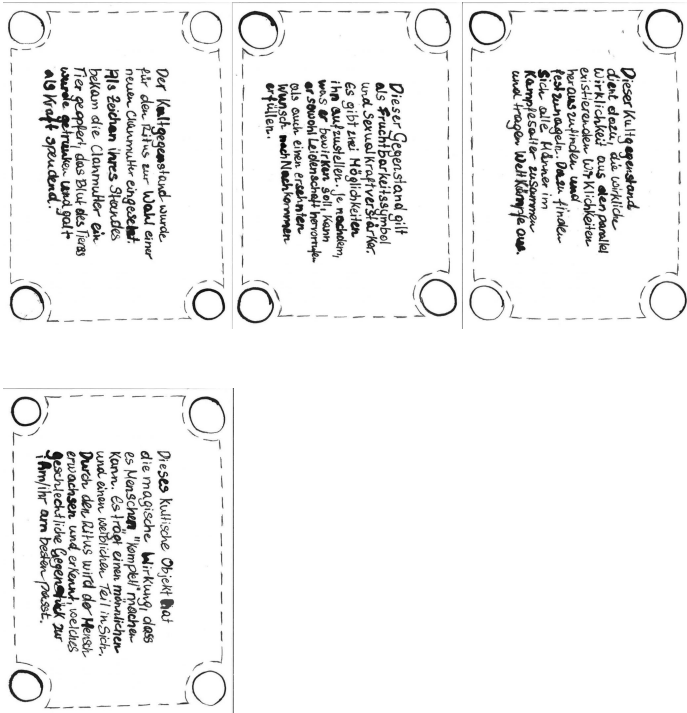 Der Kultgegenstand wurde
für den Ritus zur Wahl einer
neuen Clanmutter eingesetzt.
Als Zeichen ihres Standes
bekam die Clanmutter ein
Tier geopfert, das Blut des Tiers
wurde getrunken und galt
als Kraft spendend.
Dieser Gegenstand gilt
als Fruchtbarkeitssymbol
und Sexualkraftverstärker.
Es gibt zwei Möglichkeiten
ihn aufzustellen. Je nachdem,
was er bewirken soll, kann
er sowohl Leidenschaft hervorrufen
als auch einen ersehnten
Wunsch nach Nachkommen
erfüllen.
Dieser Kultgegenstand
dient dazu, die wirkliche
Wirklichkeit aus den parallel
existierenden Wirklichkeiten
herauszufinden und
festzunageln. Dazu finden
sich alle Männer im
Kampfesalter zusammen
und tragen Wettkämpfe aus.
Dieses kultische Objekt hat
die magische Wirkung, dass
es Menschen "komplett" machen
kann. Es trägt einen männlichen
und einen weiblichen Teil in sich.
Durch den Ritus wird der Mensch
erwachsen und erkennt, welches
geschlechtliche Gegenstück zur
ihm/ihr am besten passt.